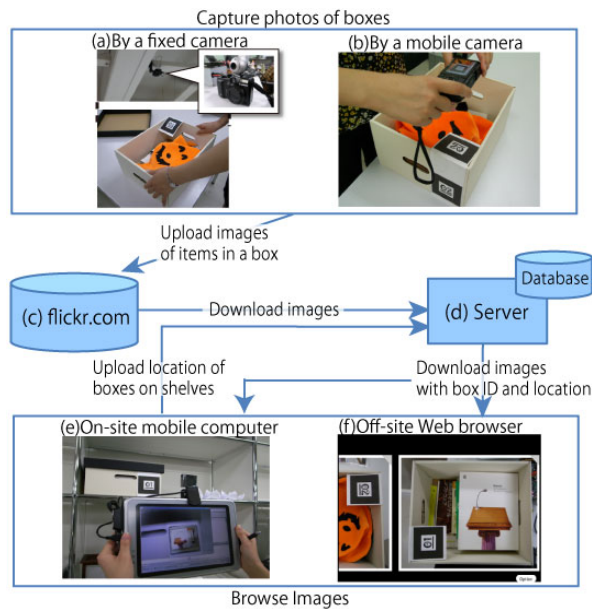 Capture photos of boxes
(a)By a fixed camera
(b)By a mobile camera
Upload images
of items in a box
(c) flickr.com
Download images
Database
(d) Server
Upload location of
boxes on shelves
Download images
with box ID and location
(e)On-site mobile computer
(f)Off-site Web browser
Option
Browse Images